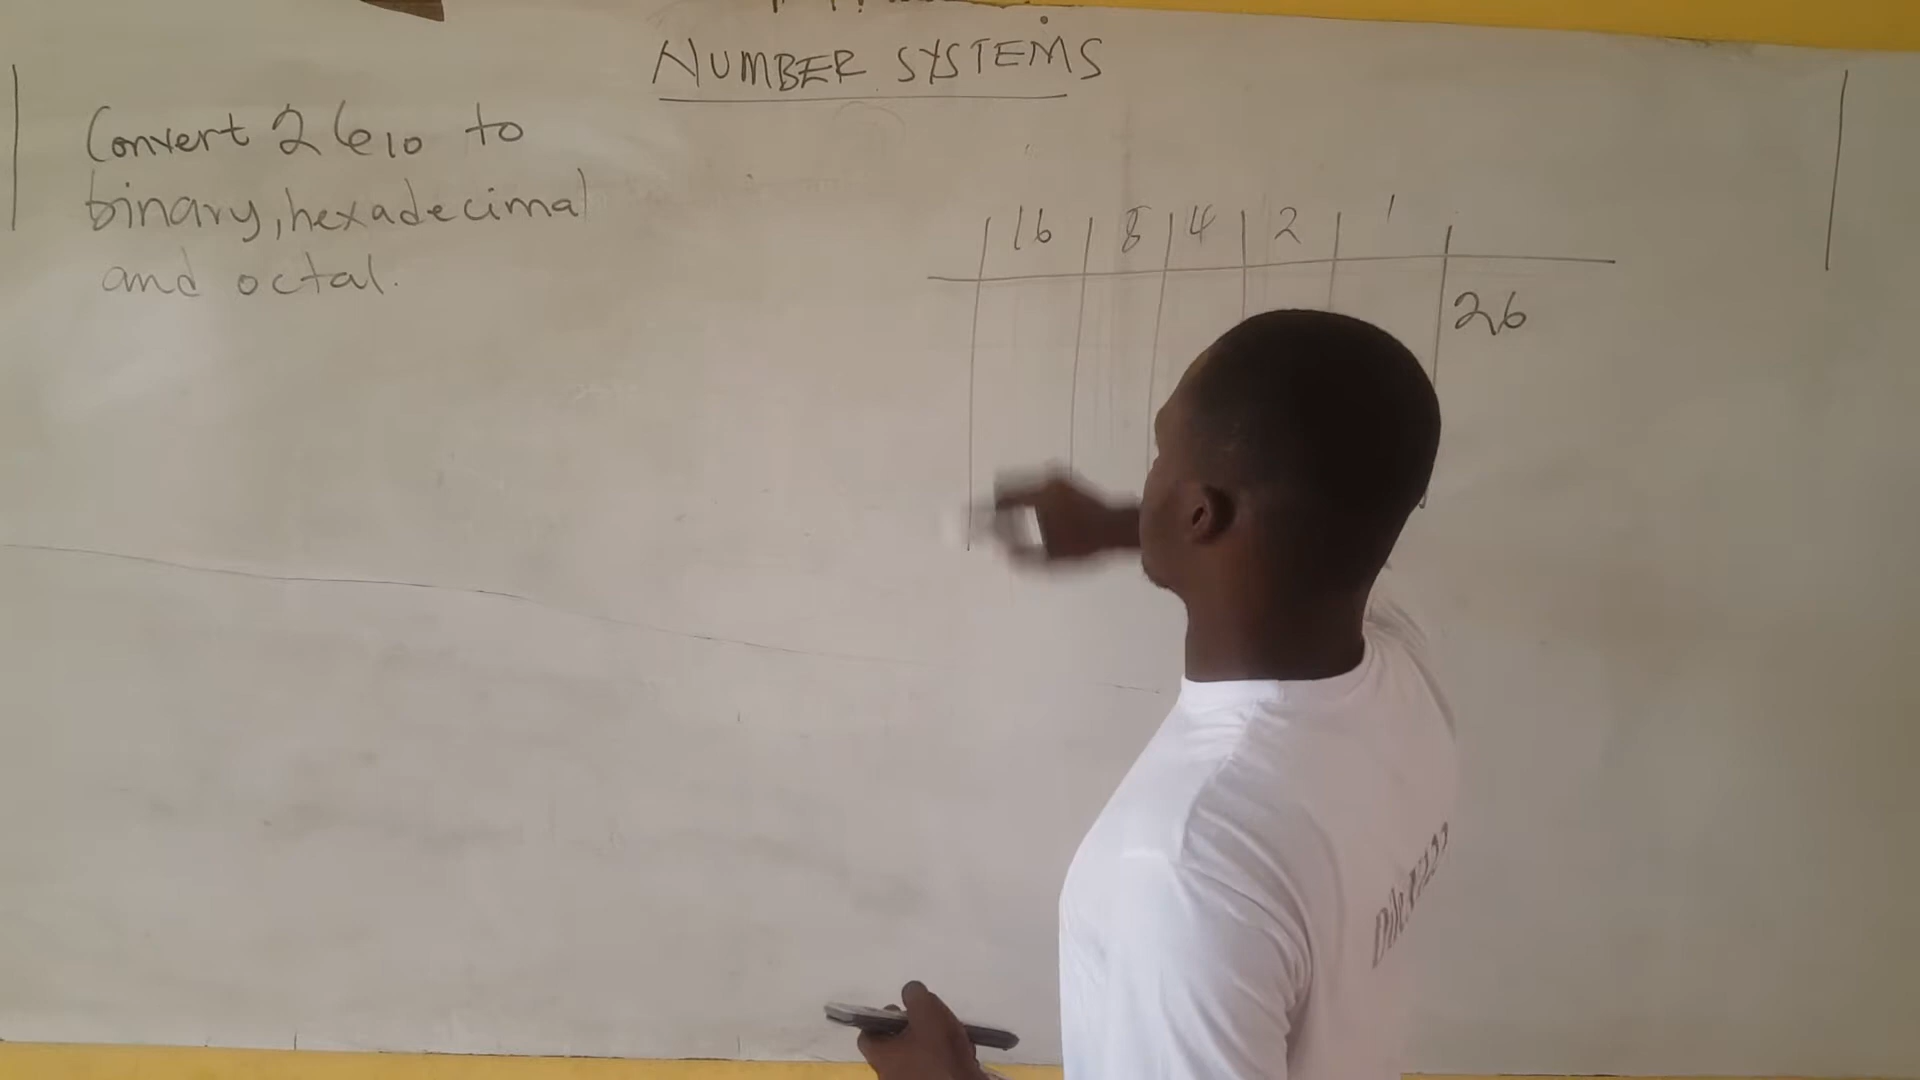 NUMBER SYSTEMS
Convert 26₁₀ to
binary, hexadecimal
and octal.
16 8 4 2 1
26